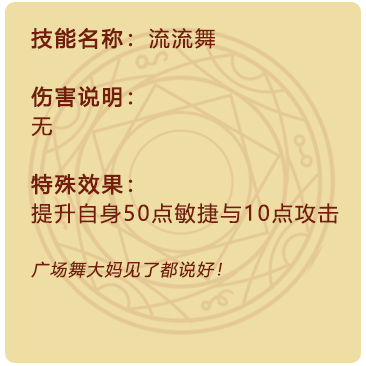 技能名称：流流舞
伤害说明：
无
特殊效果：
提升自身50点敏捷与10点攻击
广场舞大妈见了都说好！